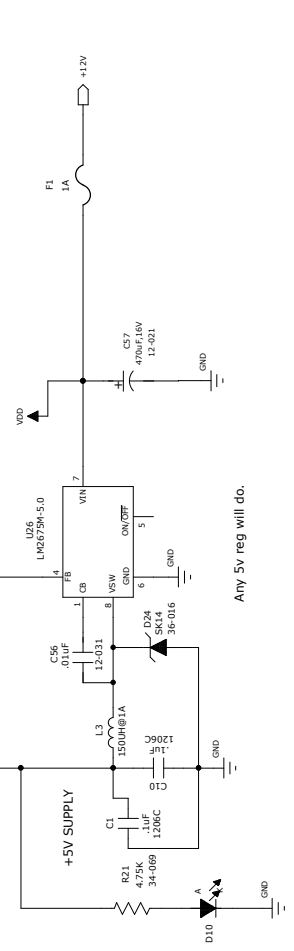 +12V
F1
1A
VDD
C57
470uF,16V
12-021
GND
U26
LM2675M-5.0
7
VIN
4
FB
ON/OFF
5
1
CB
8
VSW
GND
6
GND
Any 5v reg will do.
C56
.01uF
12-031
D24
SK14
36-016
L3
150UH@1A
C10
.1uF
1206C
GND
+5V SUPPLY
C1
.1uF
1206C
R21
4.75K
34-069
A
D10
GND